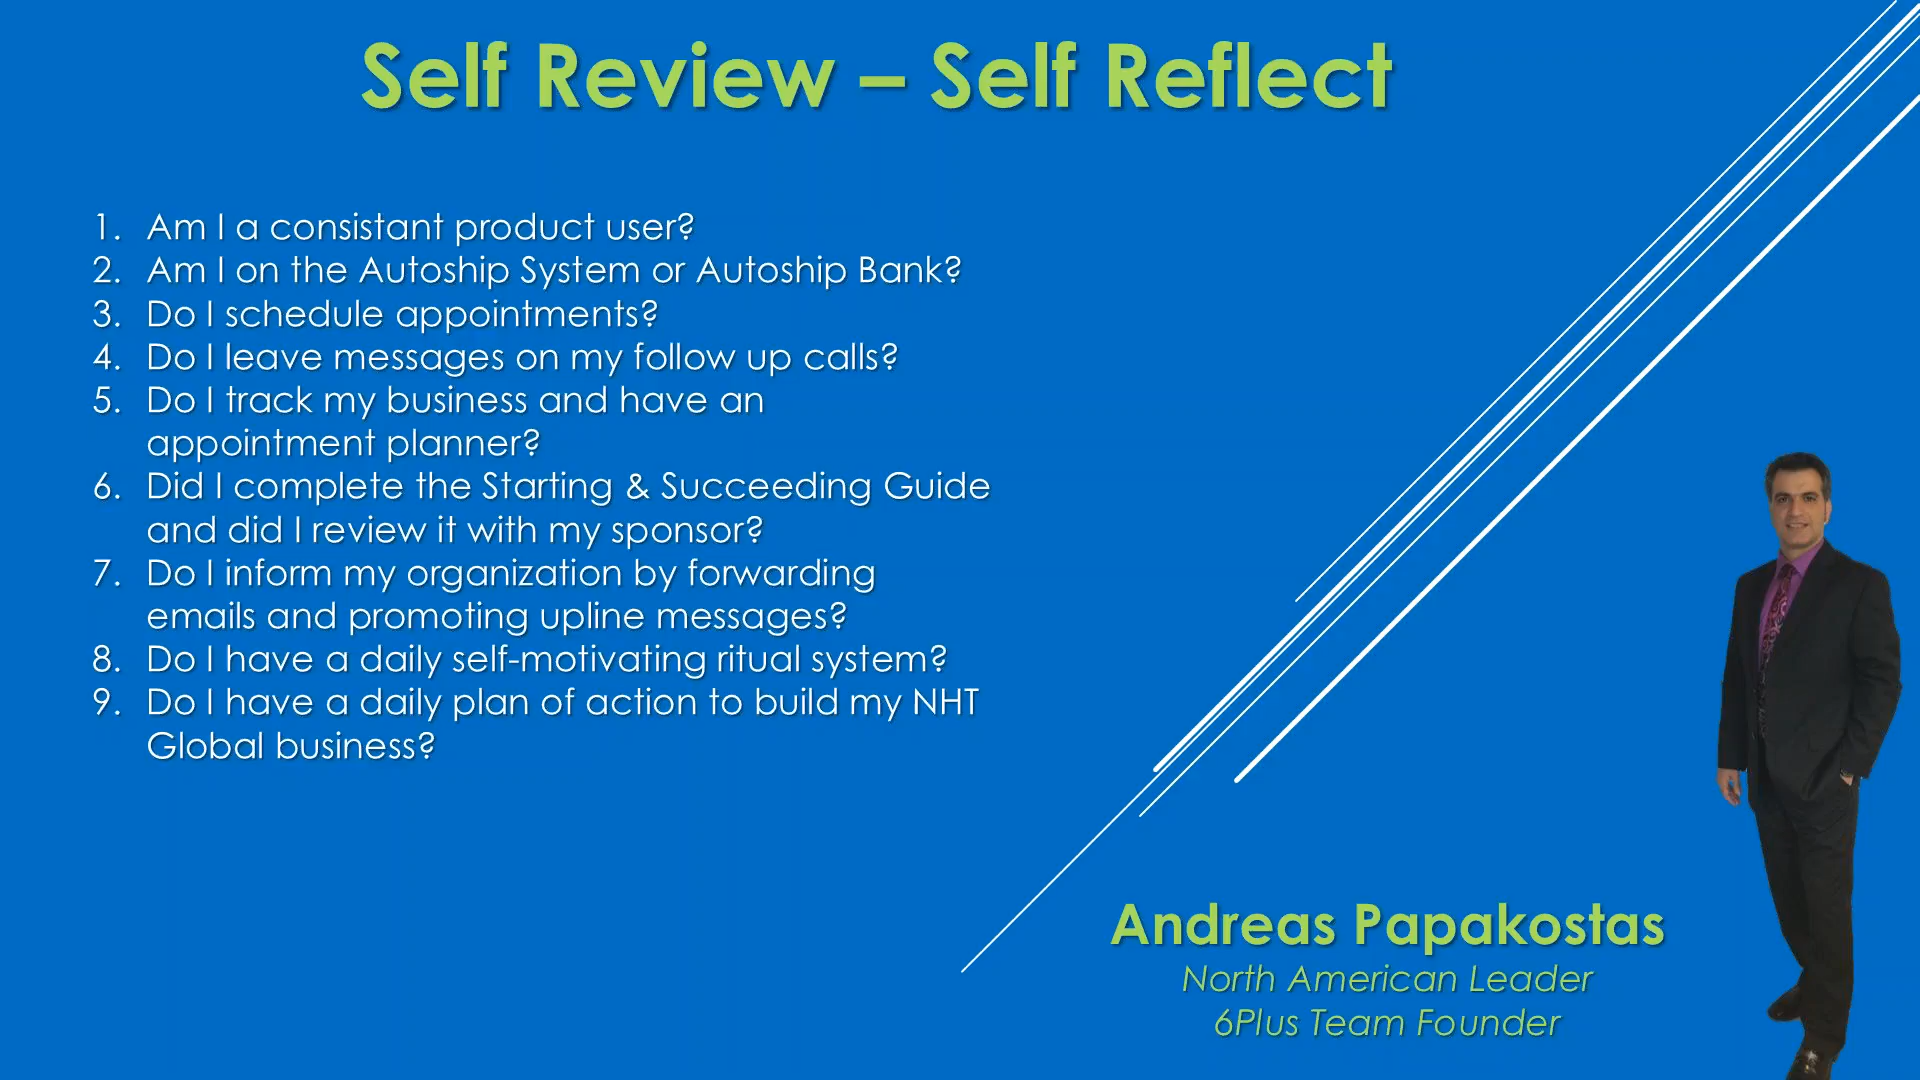 Self Review – Self Reflect
1. Am I a consistant product user?
2. Am I on the Autoship System or Autoship Bank?
3. Do I schedule appointments?
4. Do I leave messages on my follow up calls?
5. Do I track my business and have an
appointment planner?
6. Did I complete the Starting & Succeeding Guide
and did I review it with my sponsor?
7. Do I inform my organization by forwarding
emails and promoting upline messages?
8. Do I have a daily self-motivating ritual system?
9. Do I have a daily plan of action to build my NHT
Global business?
Andreas Papakostas
North American Leader
6Plus Team Founder